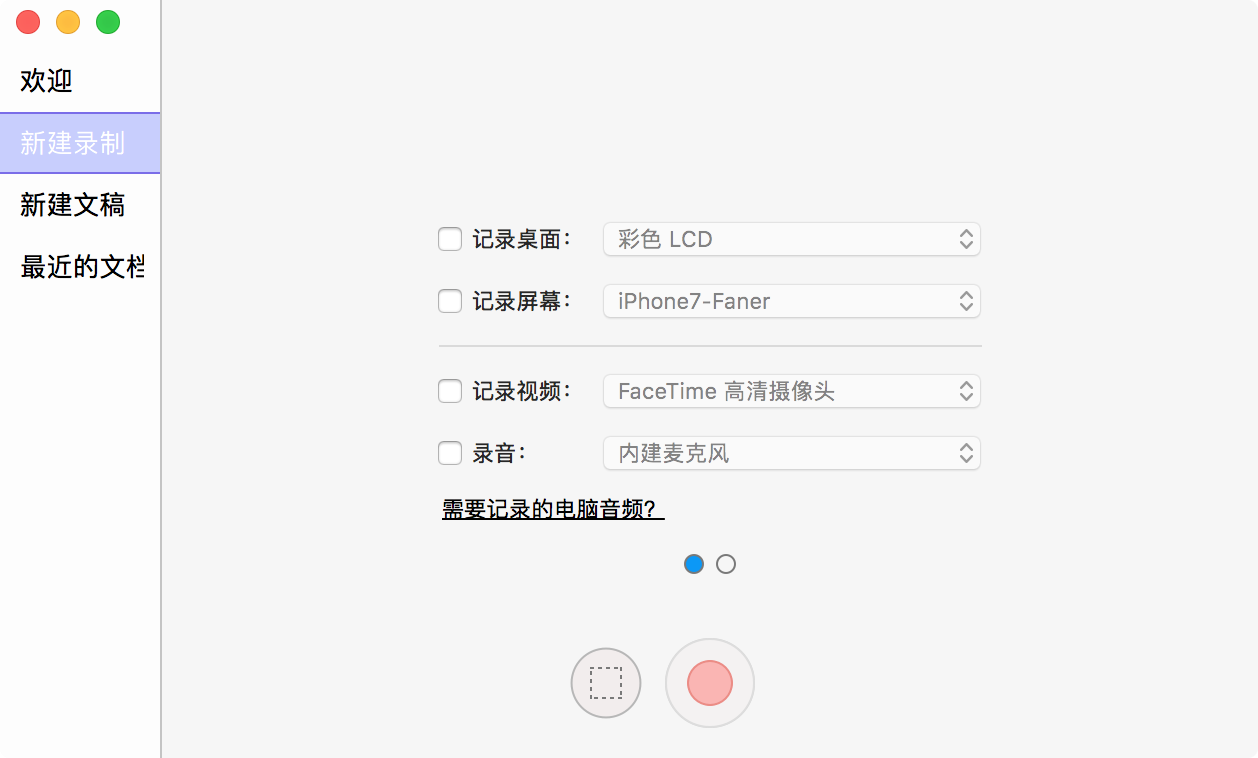 欢迎
新建录制
新建文稿
最近的文档
记录桌面： 彩色 LCD
记录屏幕： iPhone7-Faner
记录视频： FaceTime 高清摄像头
录音： 内建麦克风
需要记录的电脑音频？